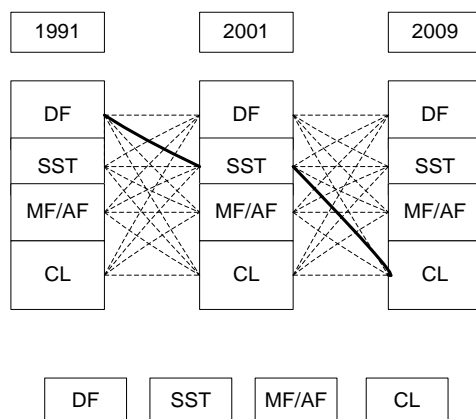 1991 2001 2009
DF DF DF
SST SST SST
MF/AF MF/AF MF/AF
CL CL CL
DF SST MF/AF CL